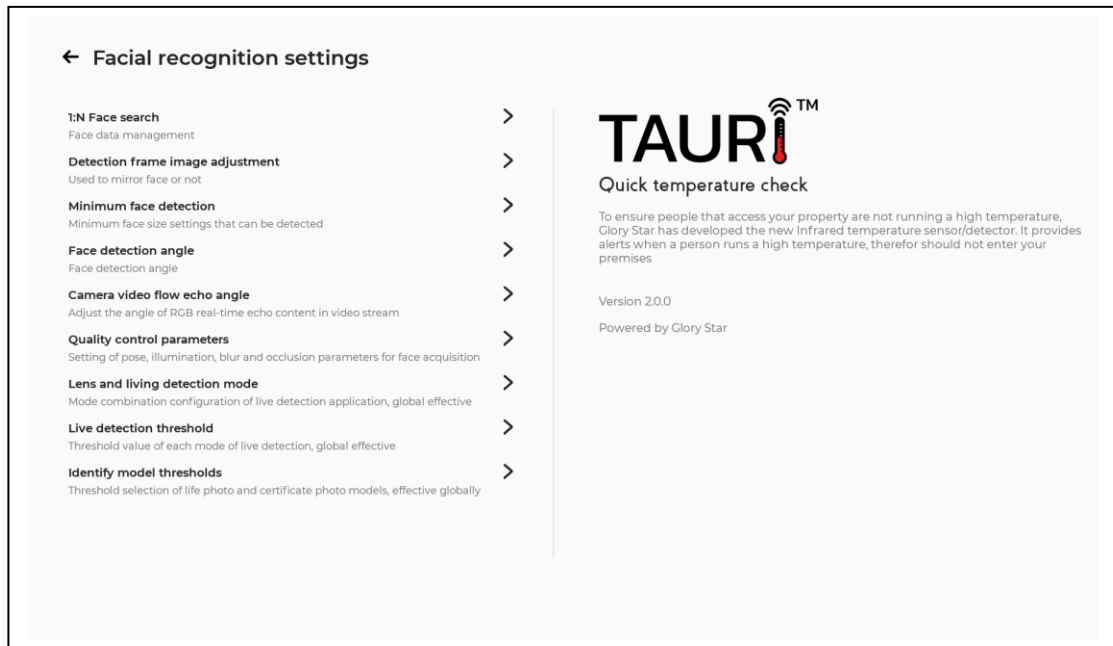 ← Facial recognition settings
1:N Face search
Face data management
Detection frame image adjustment
Used to mirror face or not
Minimum face detection
Minimum face size settings that can be detected
Face detection angle
Face detection angle
Camera video flow echo angle
Adjust the angle of RGB real-time echo content in video stream
Quality control parameters
Setting of pose, illumination, blur and occlusion parameters for face acquisition
Lens and living detection mode
Mode combination configuration of live detection application, global effective
Live detection threshold
Threshold value of each mode of live detection, global effective
Identify model thresholds
Threshold selection of life photo and certificate photo models, effective globally
TAURI™
Quick temperature check
To ensure people that access your property are not running a high temperature,
Glory Star has developed the new Infrared temperature sensor/detector. It provides
alerts when a person runs a high temperature, therefor should not enter your
premises
Version 2.0.0
Powered by Glory Star